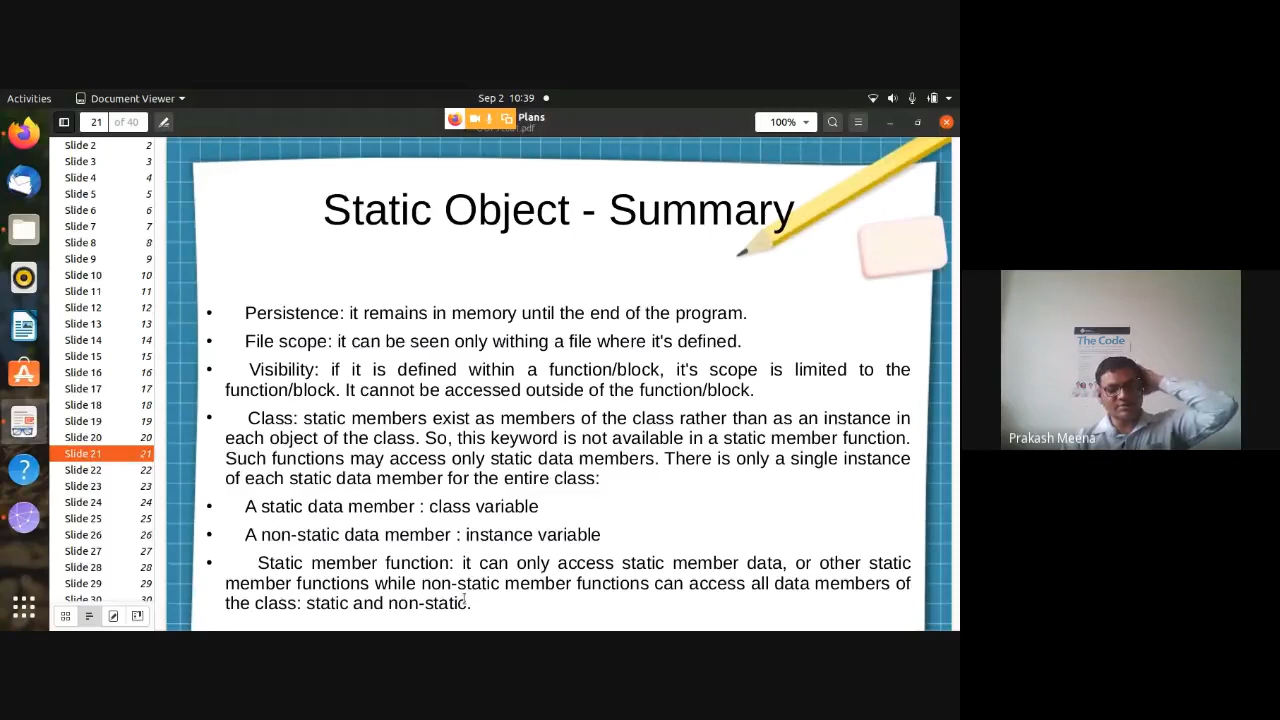 Activities
Document Viewer
Sep 2 10:39
21 of 40
Plans
.pdf
100%
Slide 2 2
Slide 3 3
Slide 4 4
Slide 5 5
Slide 6 6
Slide 7 7
Slide 8 8
Slide 9 9
Slide 10 10
Slide 11 11
Slide 12 12
Slide 13 13
Slide 14 14
Slide 15 15
Slide 16 16
Slide 17 17
Slide 18 18
Slide 19 19
Slide 20 20
Slide 21 21
Slide 22 22
Slide 23 23
Slide 24 24
Slide 25 25
Slide 26 26
Slide 27 27
Slide 28 28
Slide 29 29
Slide 30 30
Static Object - Summary
• Persistence: it remains in memory until the end of the program.
• File scope: it can be seen only withing a file where it's defined.
• Visibility: if it is defined within a function/block, it's scope is limited to the
function/block. It cannot be accessed outside of the function/block.
• Class: static members exist as members of the class rather than as an instance in
each object of the class. So, this keyword is not available in a static member function.
Such functions may access only static data members. There is only a single instance
of each static data member for the entire class:
• A static data member : class variable
• A non-static data member : instance variable
• Static member function: it can only access static member data, or other static
member functions while non-static member functions can access all data members of
the class: static and non-static.
The Code
Prakash Meena